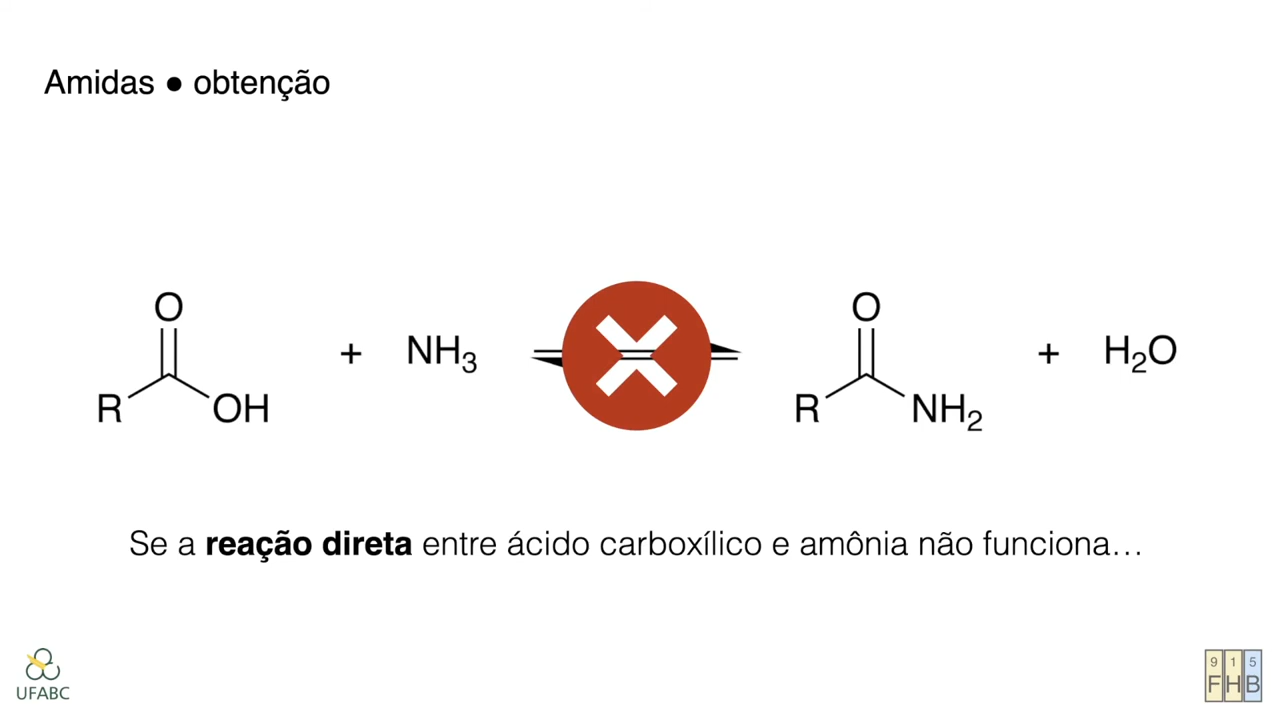 Amidas ● obtenção
O
R
OH
+
NH₃
O
R
NH₂
+
H₂O
Se a reação direta entre ácido carboxílico e amônia não funciona…
UFABC
9 1 5
F H B